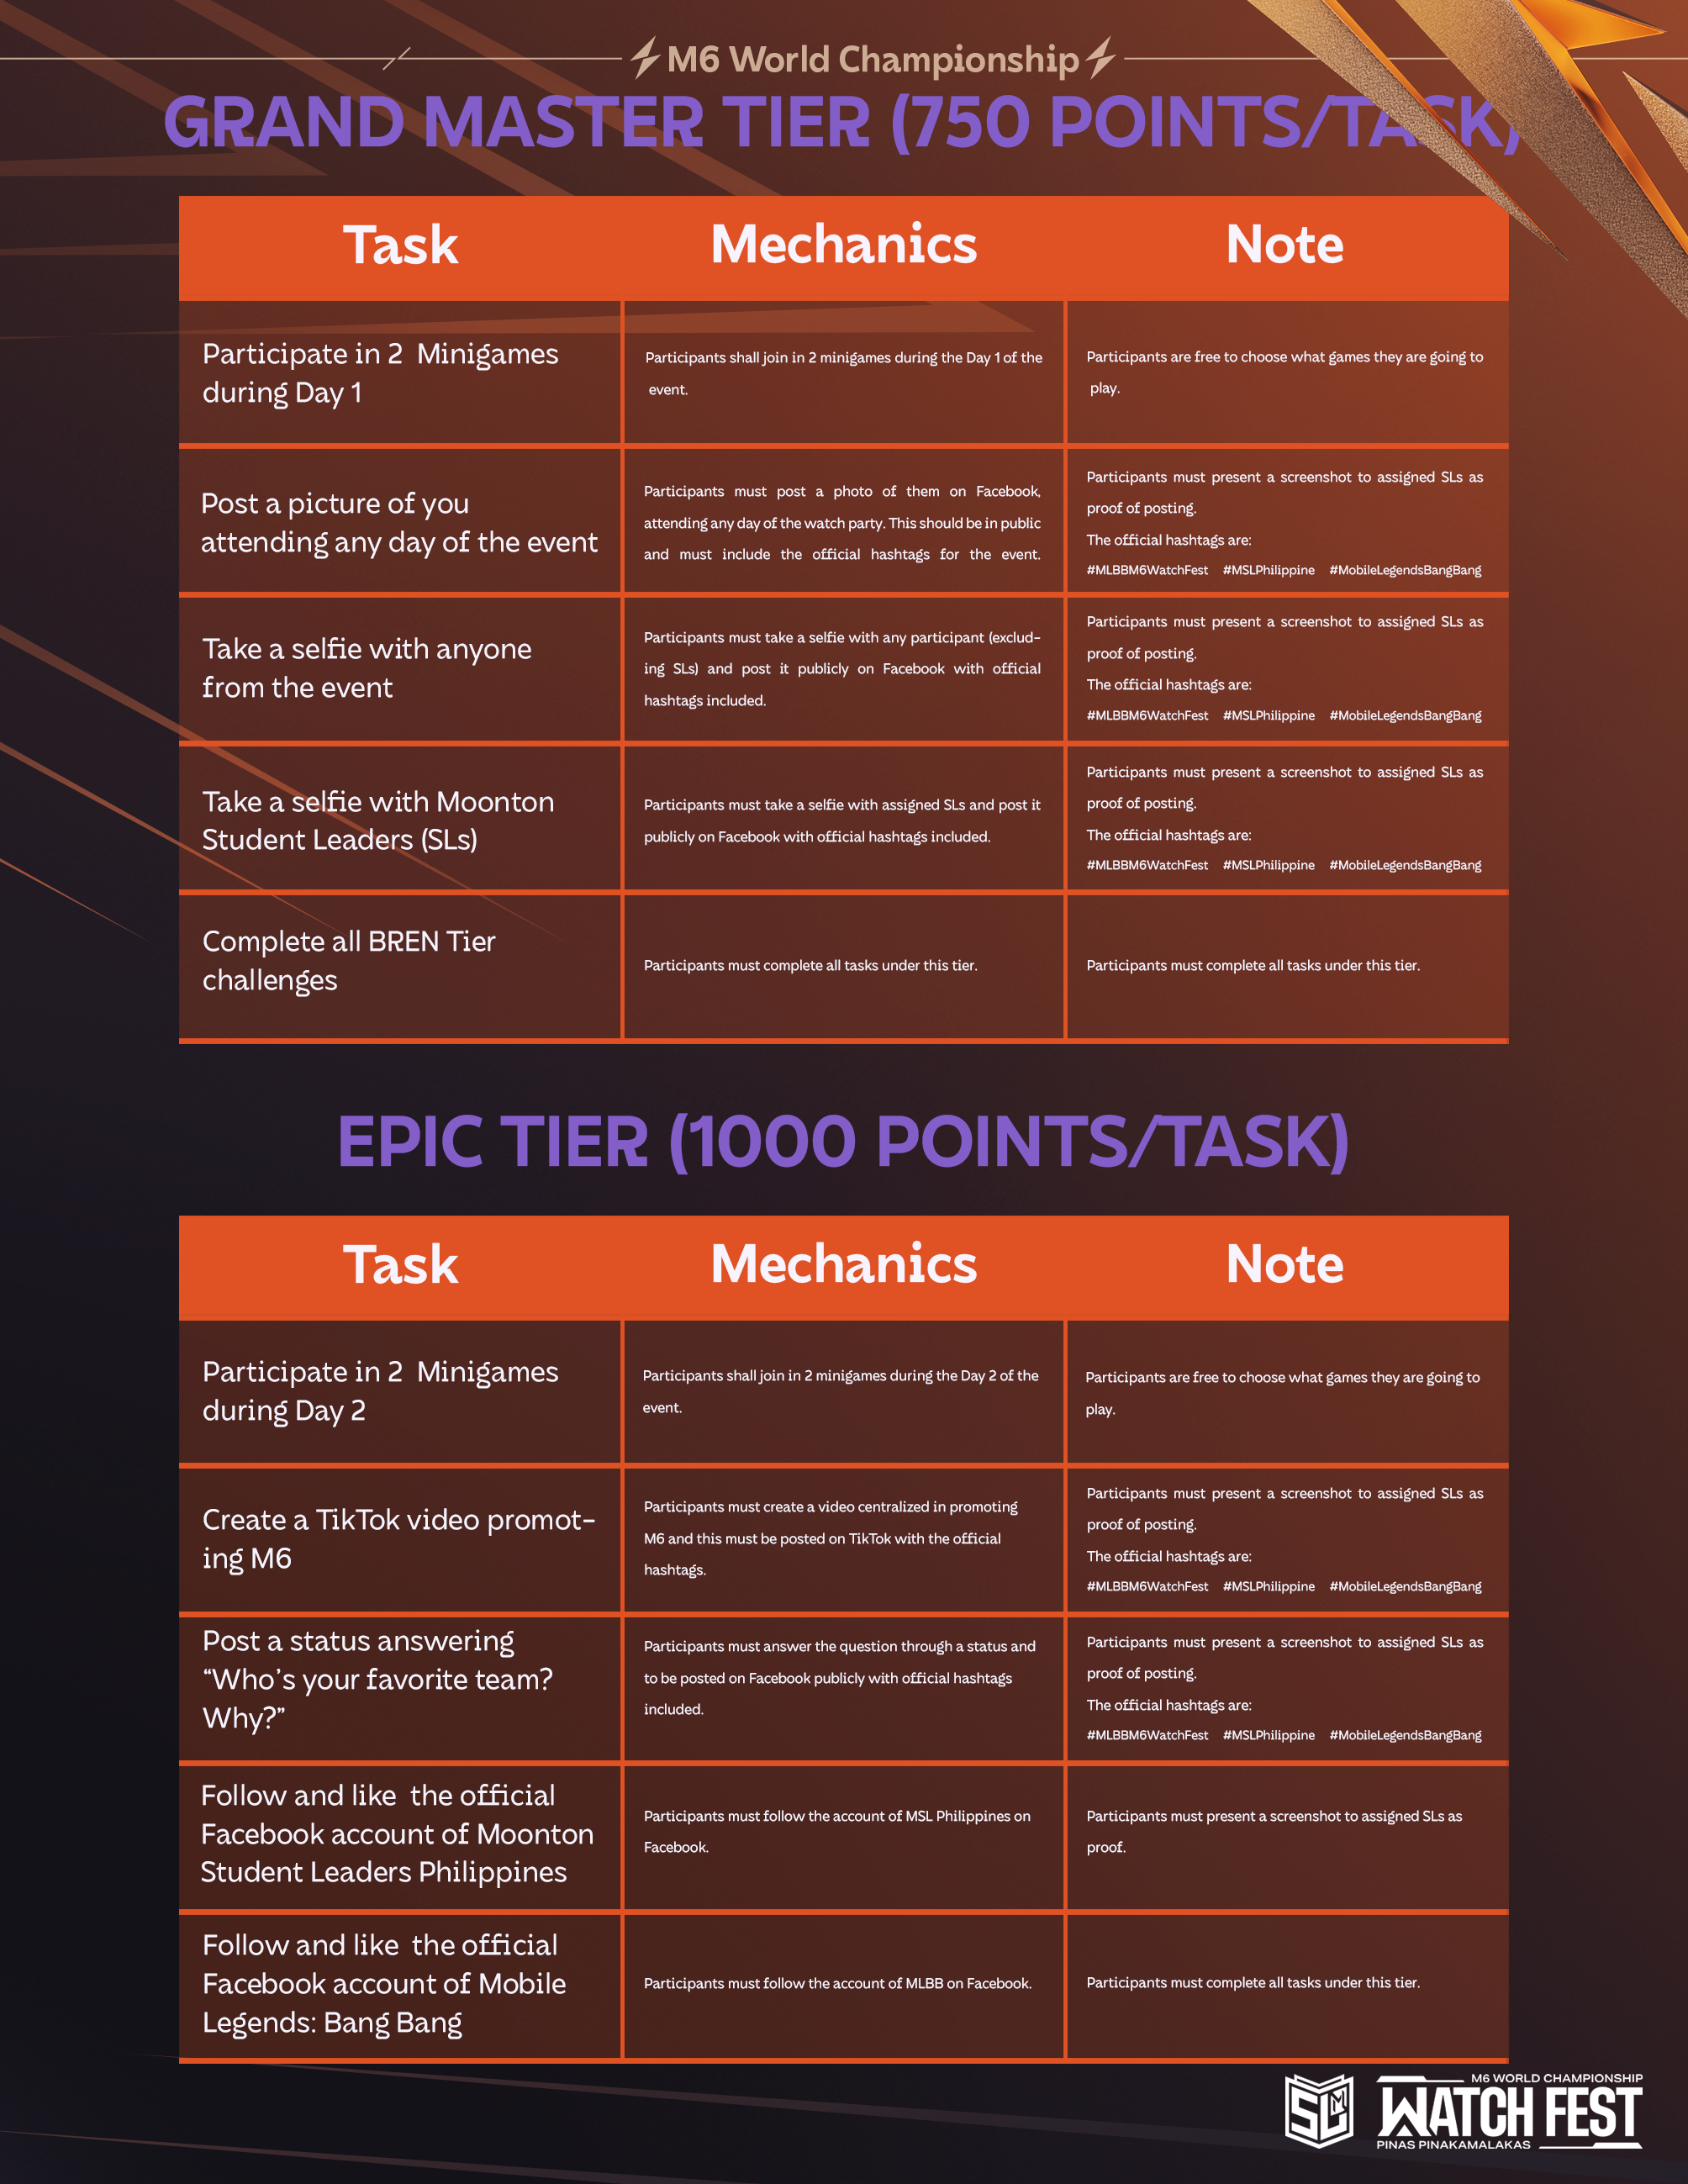 M6 World Championship
GRAND MASTER TIER (750 POINTS/TASK)
Task
Mechanics
Note
Participate in 2  Minigames
during Day 1
Participants shall join in 2 minigames during the Day 1 of the
event.
Participants are free to choose what games they are going to
play.
Post a picture of you
attending any day of the event
Participants must post a photo of them on Facebook,
attending any day of the watch party. This should be in public
and must include the official hashtags for the event.
Participants must present a screenshot to assigned SLs as
proof of posting.
The official hashtags are:
#MLBBM6WatchFest #MSLPhilippine #MobileLegendsBangBang
Take a selfie with anyone
from the event
Participants must take a selfie with any participant (exclud-
ing SLs) and post it publicly on Facebook with official
hashtags included.
Participants must present a screenshot to assigned SLs as
proof of posting.
The official hashtags are:
#MLBBM6WatchFest #MSLPhilippine #MobileLegendsBangBang
Take a selfie with Moonton
Student Leaders (SLs)
Participants must take a selfie with assigned SLs and post it
publicly on Facebook with official hashtags included.
Participants must present a screenshot to assigned SLs as
proof of posting.
The official hashtags are:
#MLBBM6WatchFest #MSLPhilippine #MobileLegendsBangBang
Complete all BREN Tier
challenges
Participants must complete all tasks under this tier.
Participants must complete all tasks under this tier.
EPIC TIER (1000 POINTS/TASK)
Task
Mechanics
Note
Participate in 2  Minigames
during Day 2
Participants shall join in 2 minigames during the Day 2 of the
event.
Participants are free to choose what games they are going to
play.
Create a TikTok video promot-
ing M6
Participants must create a video centralized in promoting
M6 and this must be posted on TikTok with the official
hashtags.
Participants must present a screenshot to assigned SLs as
proof of posting.
The official hashtags are:
#MLBBM6WatchFest #MSLPhilippine #MobileLegendsBangBang
Post a status answering
“Who’s your favorite team?
Why?”
Participants must answer the question through a status and
to be posted on Facebook publicly with official hashtags
included.
Participants must present a screenshot to assigned SLs as
proof of posting.
The official hashtags are:
#MLBBM6WatchFest #MSLPhilippine #MobileLegendsBangBang
Follow and like  the official
Facebook account of Moonton
Student Leaders Philippines
Participants must follow the account of MSL Philippines on
Facebook.
Participants must present a screenshot to assigned SLs as
proof.
Follow and like  the official
Facebook account of Mobile
Legends: Bang Bang
Participants must follow the account of MLBB on Facebook.
Participants must complete all tasks under this tier.
SL M
M6 WORLD CHAMPIONSHIP
WATCH FEST
PINAS PINAKAMALAKAS